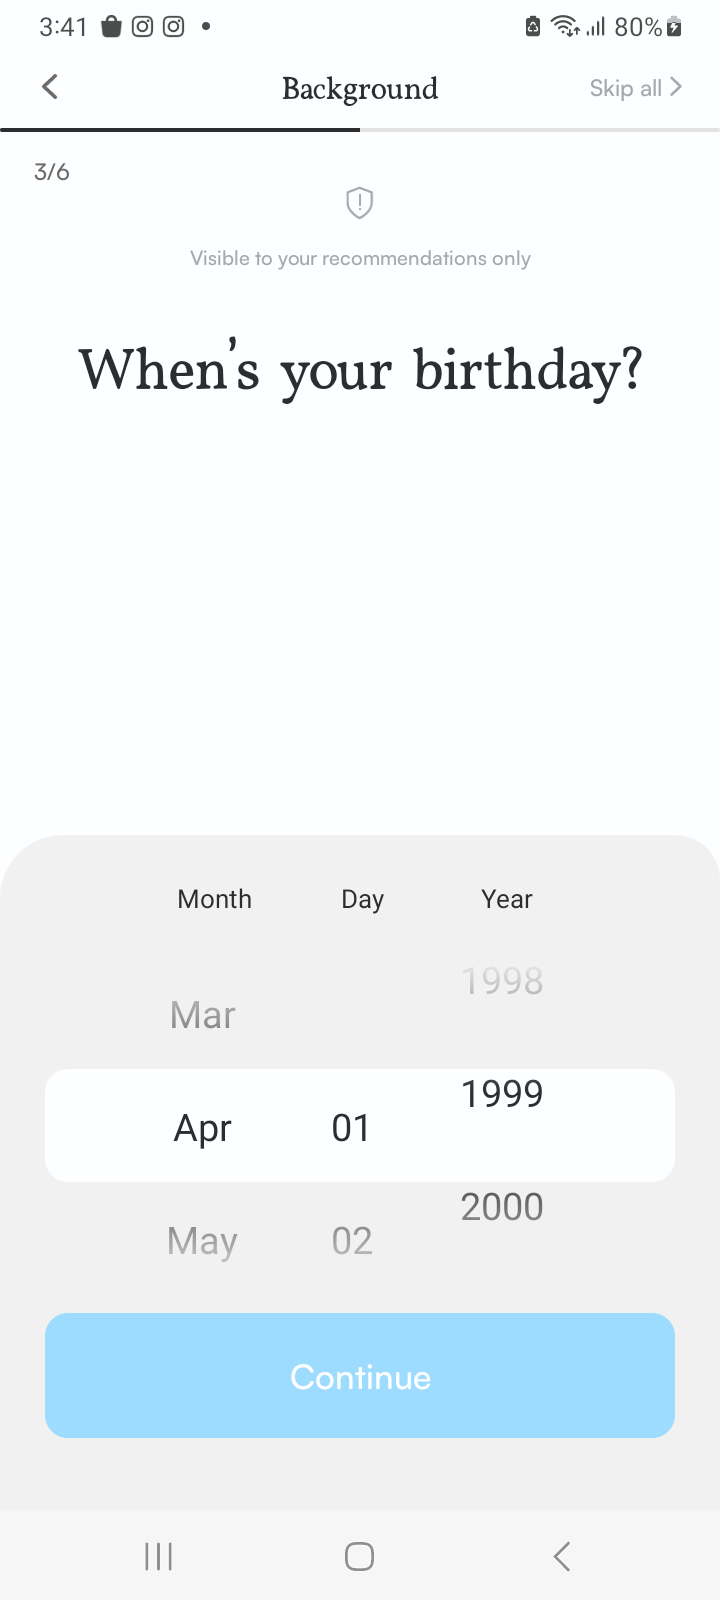 3:41 80%
Background Skip all
3/6
Visible to your recommendations only
When's your birthday?
Month Day Year
1998
Mar
1999
Apr 01
2000
May 02
Continue